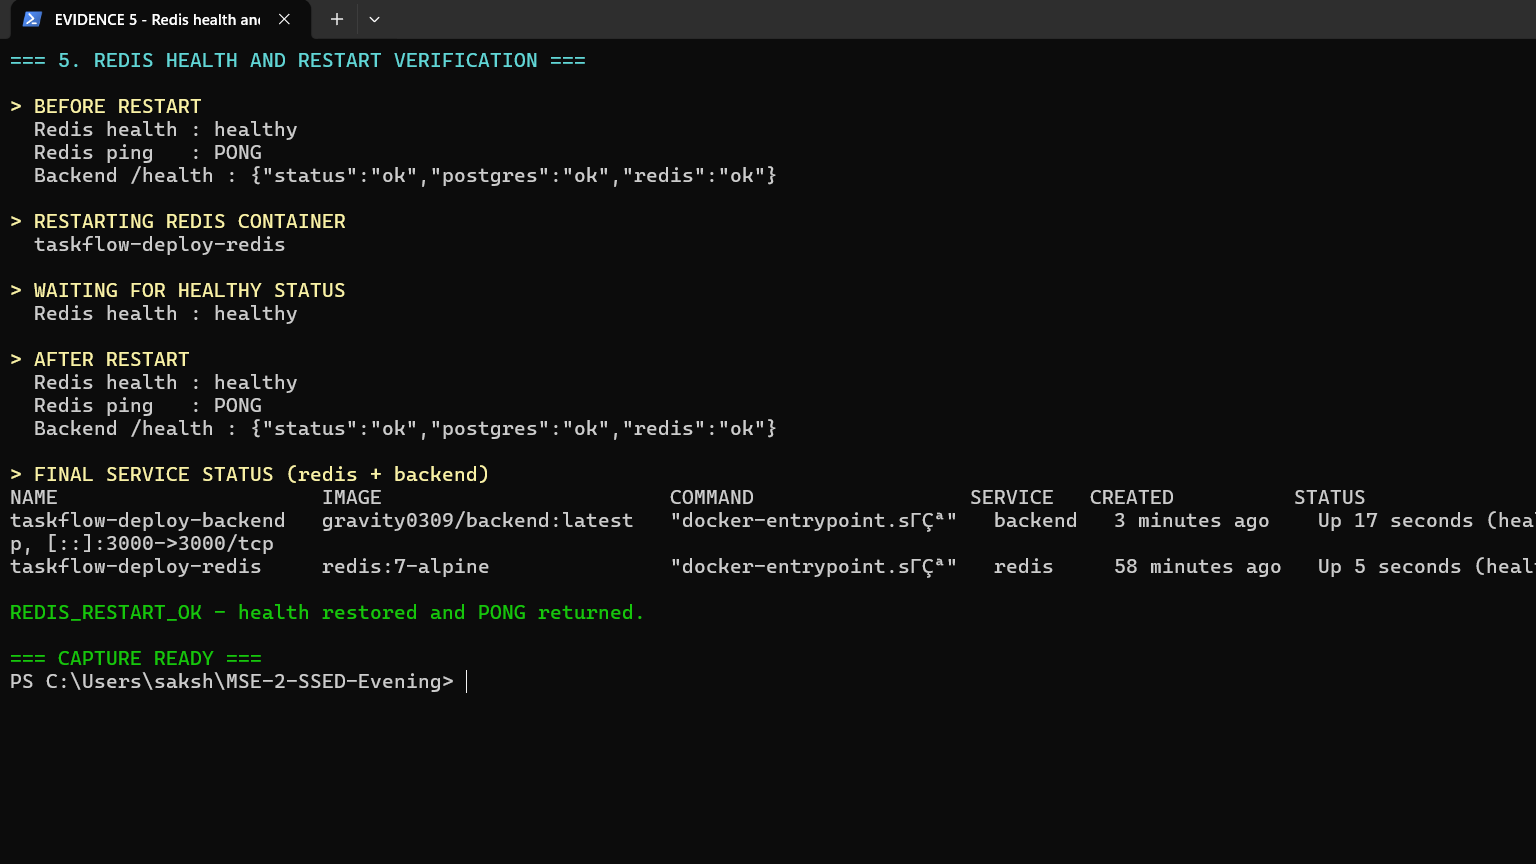 EVIDENCE 5 - Redis health an
=== 5. REDIS HEALTH AND RESTART VERIFICATION ===
> BEFORE RESTART
Redis health : healthy
Redis ping   : PONG
Backend /health : {"status":"ok","postgres":"ok","redis":"ok"}
> RESTARTING REDIS CONTAINER
taskflow-deploy-redis
> WAITING FOR HEALTHY STATUS
Redis health : healthy
> AFTER RESTART
Redis health : healthy
Redis ping   : PONG
Backend /health : {"status":"ok","postgres":"ok","redis":"ok"}
> FINAL SERVICE STATUS (redis + backend)
NAME                      IMAGE                        COMMAND                  SERVICE   CREATED          STATUS
taskflow-deploy-backend   gravity0309/backend:latest   "docker-entrypoint.sΓÇª"   backend   3 minutes ago    Up 17 seconds (hea
p, [::]:3000->3000/tcp
taskflow-deploy-redis     redis:7-alpine               "docker-entrypoint.sΓÇª"   redis     58 minutes ago   Up 5 seconds (heal
REDIS_RESTART_OK - health restored and PONG returned.
=== CAPTURE READY ===
PS C:\Users\saksh\MSE-2-SSED-Evening>